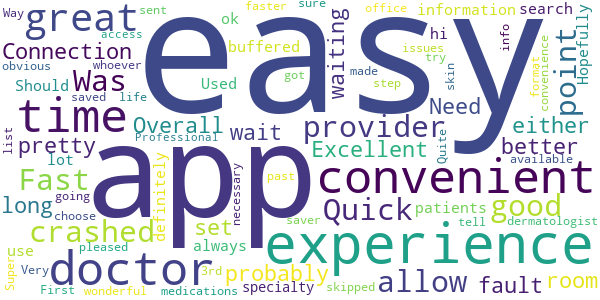 Way sent faster sure office information search
great easy access ok hi info point Hopefully
Connection buffered waiting issues format convenience
obvious whoever Used got try
Should Was saved life made step skin Need either
time Overall provider
list pretty app wait Excellent Quite better
lot Professional available
Fast going necessary past convenient
long choose definitely set Quick patients good
crashed always saver tell dermatologist
use pleased experience
Super Very doctor 3rd probably allow fault room
First wonderful medications specialty skipped